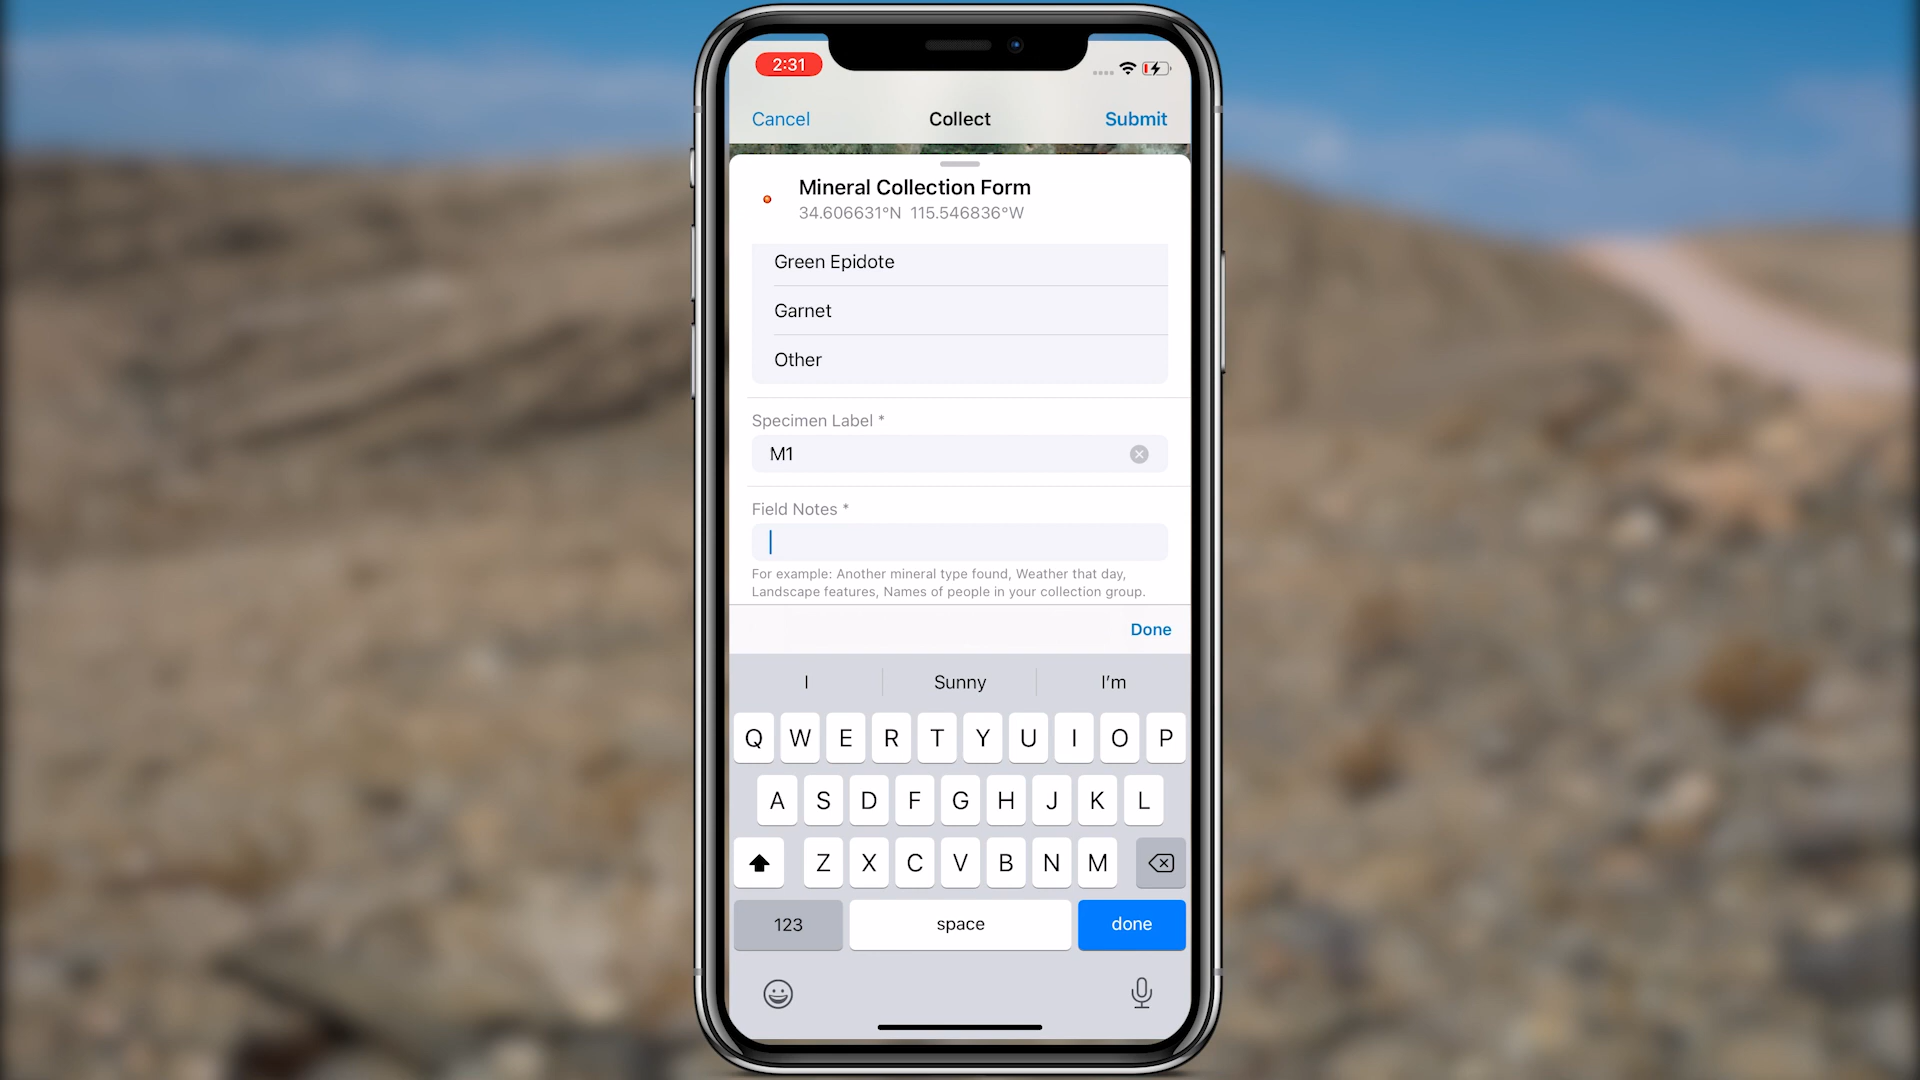 2:31
Cancel
Collect
Submit
Mineral Collection Form
34.606631°N 115.546836°W
Green Epidote
Garnet
Other
Specimen Label *
M1
Field Notes *
For example: Another mineral type found, Weather that day,
Landscape features, Names of people in your collection group.
Done
I
Sunny
I'm
Q W E R T Y U I O P
A S D F G H J K L
Z X C V B N M
123
space
done